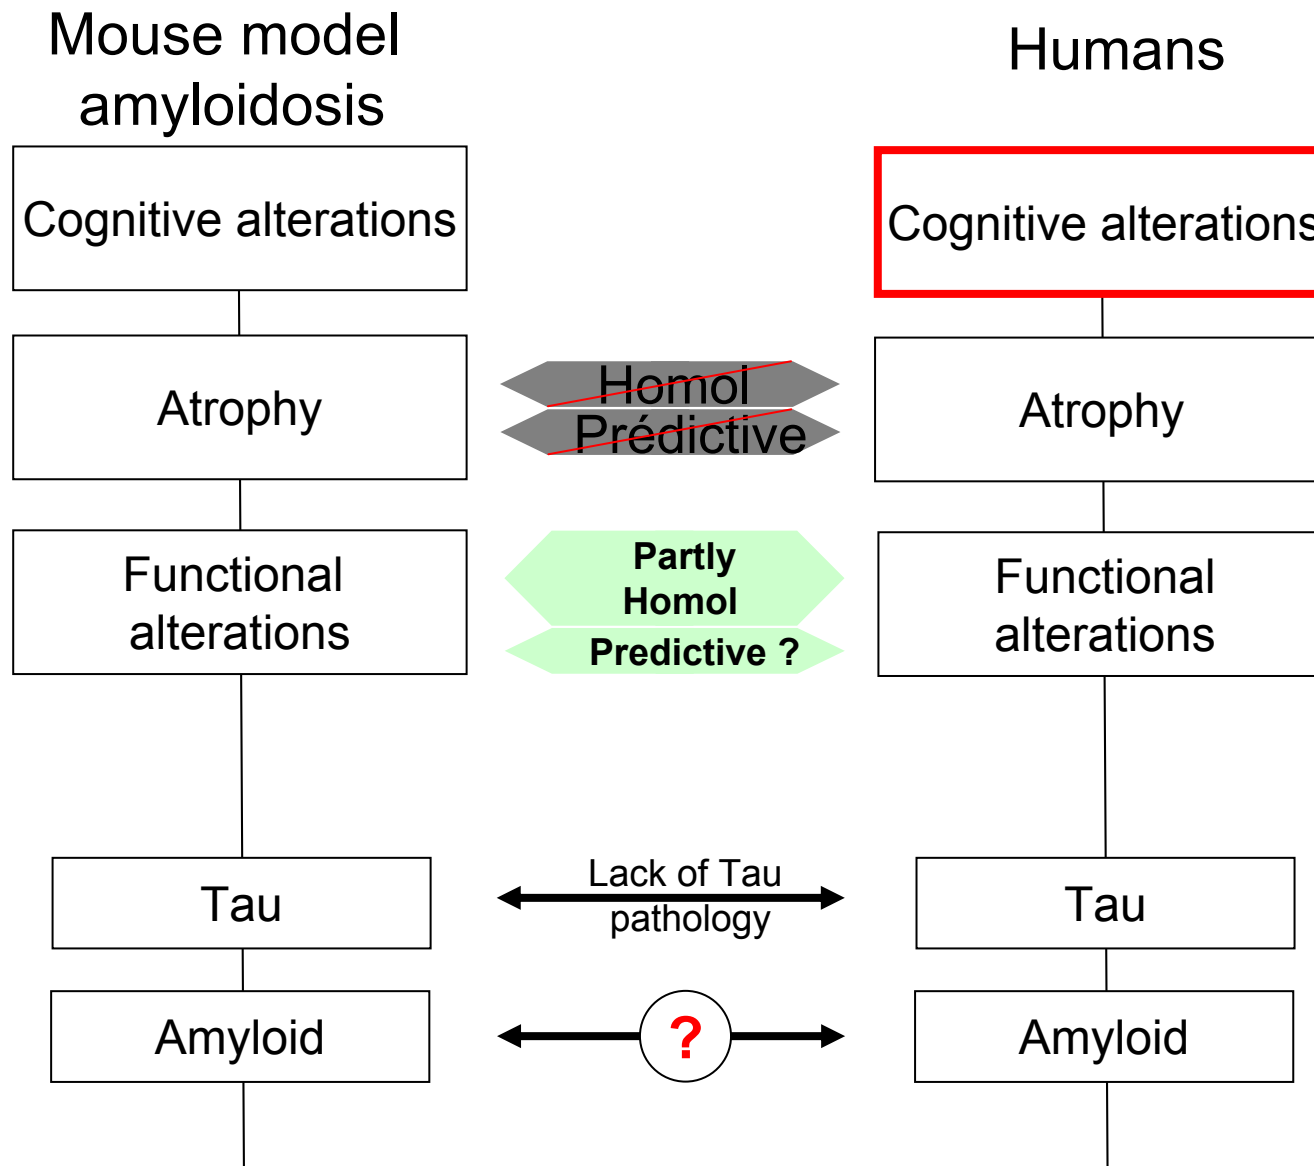 Mouse model
amyloidosis
Humans
Cognitive alterations
Cognitive alterations
Atrophy
Homol
Prédictive
Atrophy
Functional
alterations
Partly
Homol
Predictive ?
Functional
alterations
Tau
Lack of Tau
pathology
Tau
Amyloid
?
Amyloid